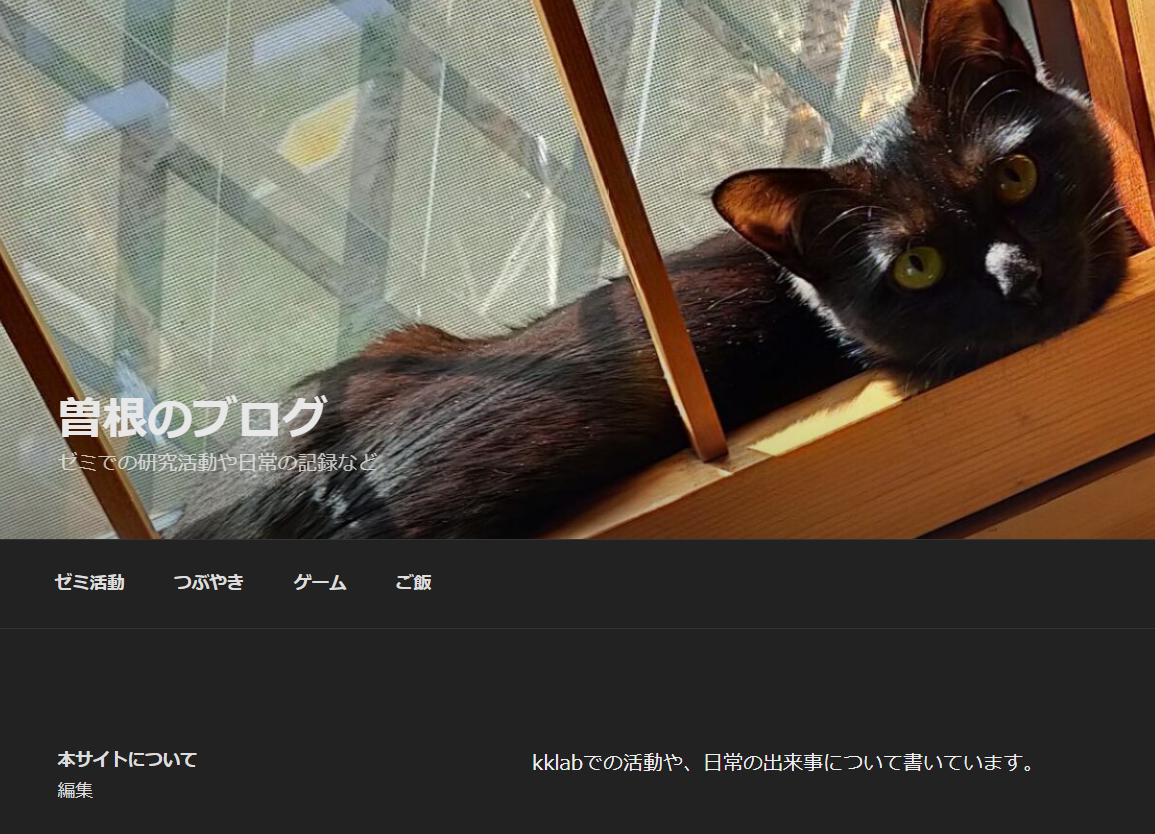 曽根のブログ
ゼミでの研究活動や日常の記録など
ゼミ活動 つぶやき ゲーム ご飯
本サイトについて
編集
kklabでの活動や、日常の出来事について書いています。